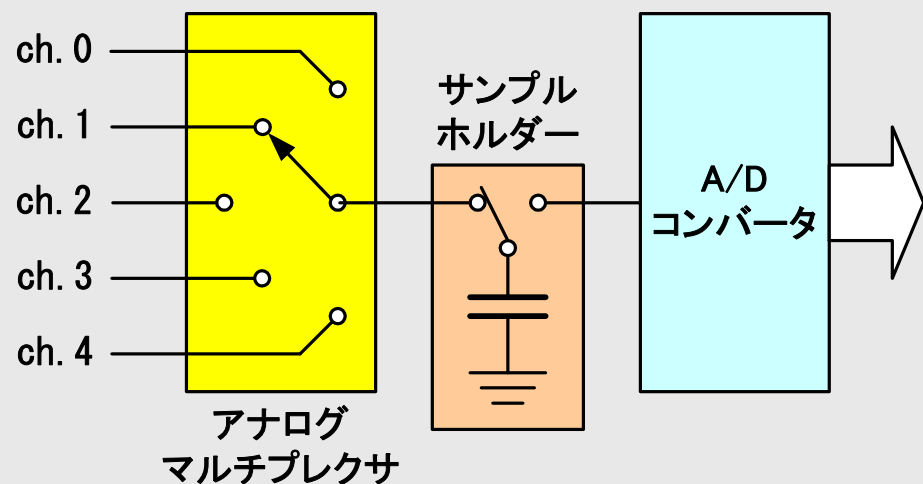 ch. 0
ch. 1
ch. 2
ch. 3
ch. 4
アナログ
マルチプレクサ
サンプル
ホルダー
A/D
コンバータ